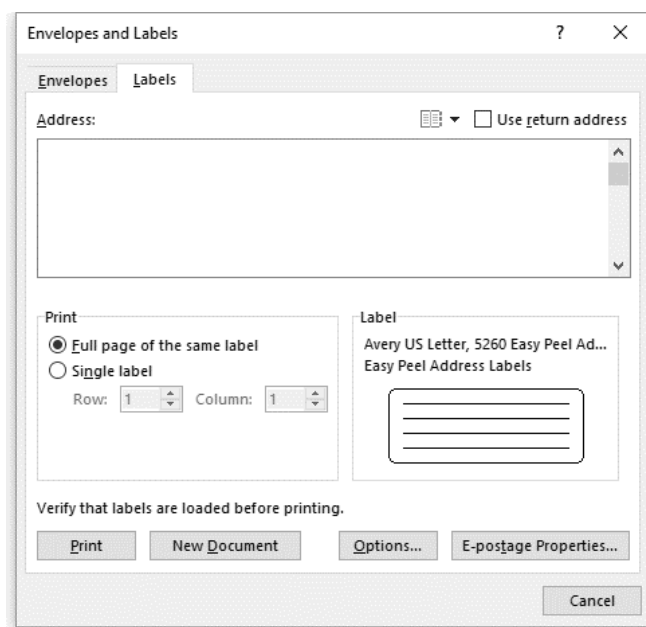 Envelopes and Labels ? ×
Envelopes Labels
Address: Use return address
Print
Full page of the same label
Single label
Row: 1 Column: 1
Label
Avery US Letter, 5260 Easy Peel Ad...
Easy Peel Address Labels
Verify that labels are loaded before printing.
Print New Document Options... E-postage Properties...
Cancel